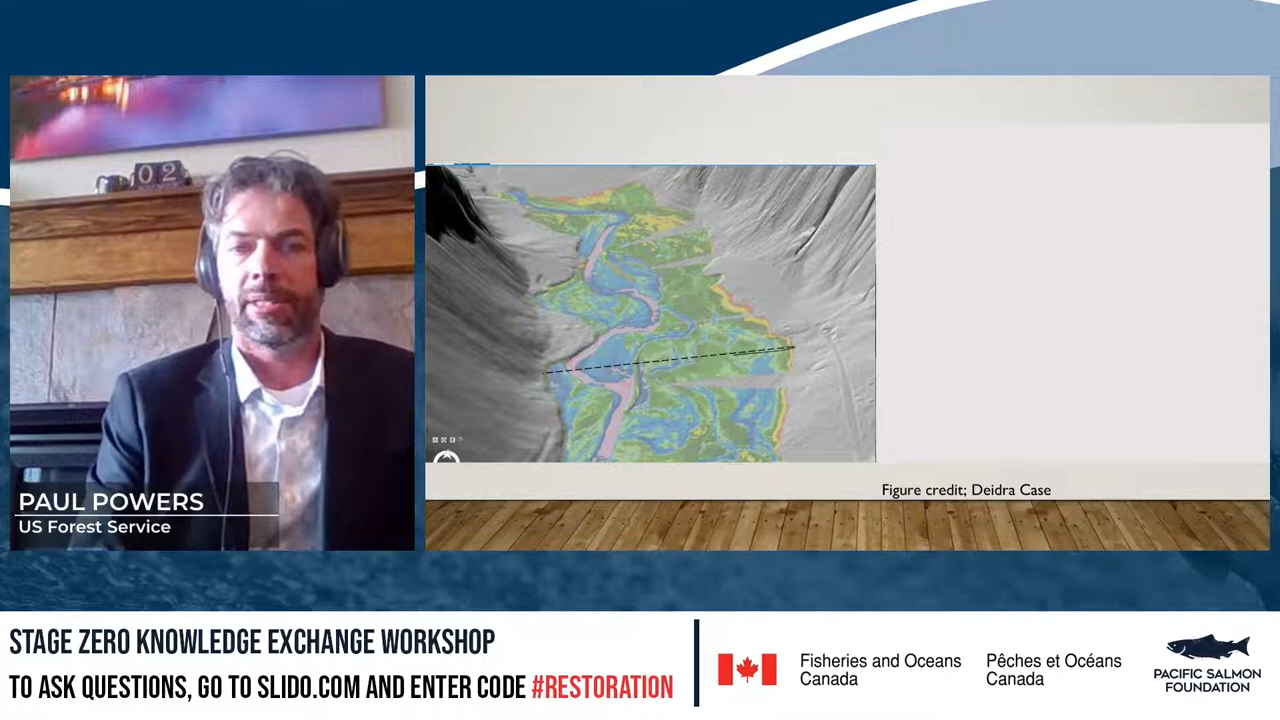 02
PAUL POWERS
US Forest Service
Figure credit; Deidra Case
STAGE ZERO KNOWLEDGE EXCHANGE WORKSHOP
TO ASK QUESTIONS, GO TO SLIDO.COM AND ENTER CODE #RESTORATION
Fisheries and Oceans
Canada
Pêches et Océans
Canada
PACIFIC SALMON
FOUNDATION